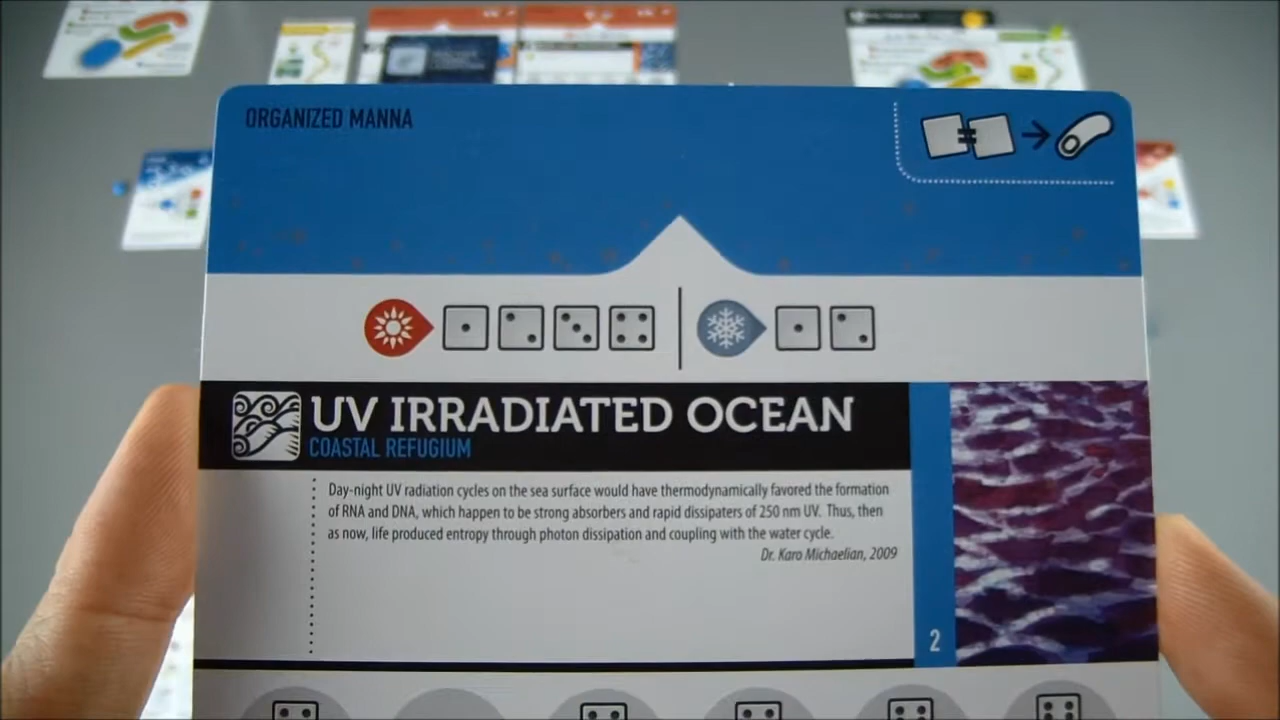 ORGANIZED MANNA
UV IRRADIATED OCEAN
COASTAL REFUGIUM
Day-night UV radiation cycles on the sea surface would have thermodynamically favored the formation
of RNA and DNA, which happen to be strong absorbers and rapid dissipaters of 250 nm UV. Thus, then
as now, life produced entropy through photon dissipation and coupling with the water cycle.
Dr. Karo Michaelian, 2009
2